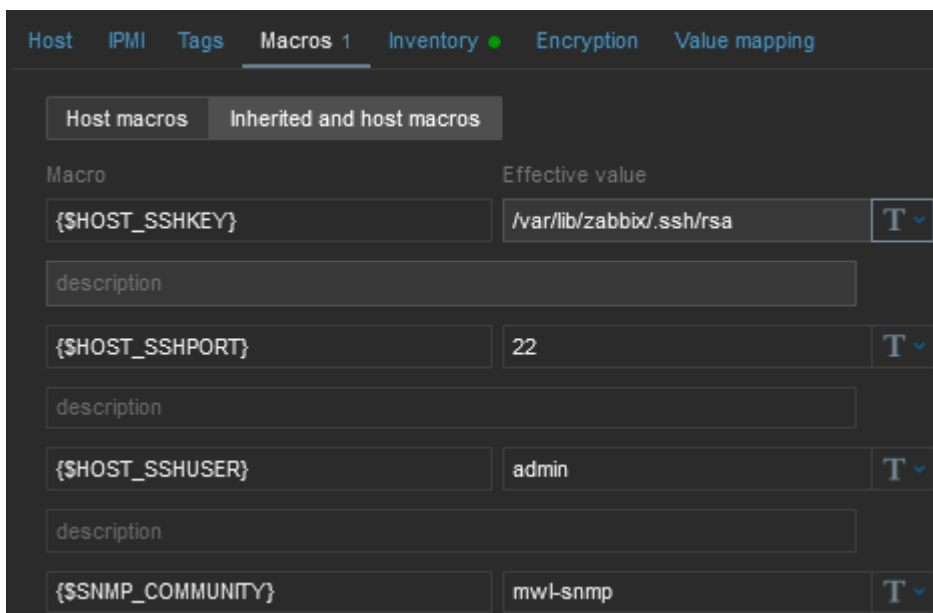 Host IPMI Tags Macros 1 Inventory Encryption Value mapping
Host macros Inherited and host macros
Macro Effective value
{$HOST_SSHKEY} /var/lib/zabbix/.ssh/rsa T
description
{$HOST_SSHPORT} 22 T
description
{$HOST_SSHUSER} admin T
description
{$SNMP_COMMUNITY} mwl-snmp T